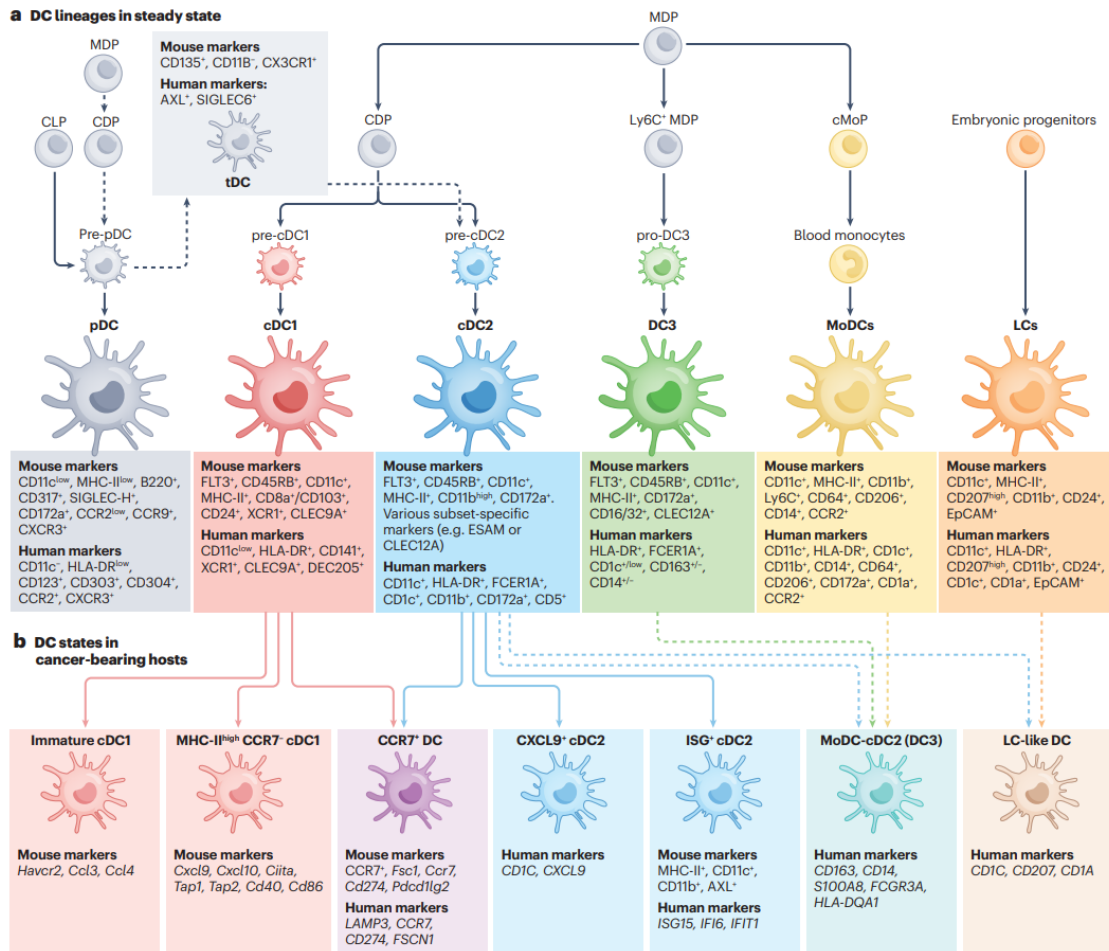 a DC lineages in steady state
MDP
CLP
CDP
Pre-pDC
pDC
Mouse markers
CD135⁺, CD11B⁻, CX3CR1⁺
Human markers:
AXL⁺, SIGLEC6⁺
tDC
MDP
CDP
Ly6C⁺ MDP
cMoP
Embryonic progenitors
pre-cDC1
pre-cDC2
pro-DC3
Blood monocytes
cDC1
cDC2
DC3
MoDCs
LCs
Mouse markers
CD11cˡᵒʷ, MHC-IIˡᵒʷ, B220⁺,
CD317⁺, SIGLEC-H⁺,
CD172a⁺, CCR2ˡᵒʷ, CCR9⁺,
CXCR3⁺
Human markers
CD11c⁻, HLA-DRˡᵒʷ,
CD123⁺, CD303⁺, CD304⁺,
CCR2⁺, CXCR3⁺
Mouse markers
FLT3⁺, CD45RB⁺, CD11c⁺,
MHC-II⁺, CD8a⁺/CD103⁺,
CD24⁺, XCR1⁺, CLEC9A⁺
Human markers
CD11cˡᵒʷ, HLA-DR⁺, CD141⁺,
XCR1⁺, CLEC9A⁺, DEC205⁺
Mouse markers
FLT3⁺, CD45RB⁺, CD11c⁺,
MHC-II⁺, CD11bʰⁱᵍʰ, CD172a⁺.
Various subset-specific
markers (e.g. ESAM or
CLEC12A)
Human markers
CD11c⁺, HLA-DR⁺, FCER1A⁺,
CD1c⁺, CD11b⁺, CD172a⁺, CD5⁺
Mouse markers
FLT3⁺, CD45RB⁺, CD11c⁺,
MHC-II⁺, CD172a⁺,
CD16/32⁺, CLEC12A⁺
Human markers
HLA-DR⁺, FCER1A⁺,
CD1c⁺/ˡᵒʷ, CD163⁺/⁻,
CD14⁺/⁻
Mouse markers
CD11c⁺, MHC-II⁺, CD11b⁺,
Ly6C⁺, CD64⁺, CD206⁺,
CD14⁺, CCR2⁺
Human markers
CD11c⁺, HLA-DR⁺, CD1c⁺,
CD11b⁺, CD14⁺, CD64⁺,
CD206⁺, CD172a⁺, CD1a⁺,
CCR2⁺
Mouse markers
CD11c⁺, MHC-II⁺,
CD207ʰⁱᵍʰ, CD11b⁺, CD24⁺,
EpCAM⁺
Human markers
CD11c⁺, HLA-DR⁺,
CD207ʰⁱᵍʰ, CD11b⁺, CD24⁺,
CD1c⁺, CD1a⁺, EpCAM⁺
b DC states in
cancer-bearing hosts
Immature cDC1
Mouse markers
Havcr2, Ccl3, Ccl4
MHC-IIʰⁱᵍʰ CCR7⁻ cDC1
Mouse markers
Cxcl9, Cxcl10, Ciita,
Tap1, Tap2, Cd40, Cd86
CCR7⁺ DC
Mouse markers
CCR7⁺, Fsc1, Ccr7,
Cd274, Pdcd1lg2
Human markers
LAMP3, CCR7,
CD274, FSCN1
CXCL9⁺ cDC2
Human markers
CD1C, CXCL9
ISG⁺ cDC2
Mouse markers
MHC-II⁺, CD11c⁺,
CD11b⁺, AXL⁺
Human markers
ISG15, IFI6, IFIT1
MoDC-cDC2 (DC3)
Human markers
CD163, CD14,
S100A8, FCGR3A,
HLA-DQA1
LC-like DC
Human markers
CD1C, CD207, CD1A